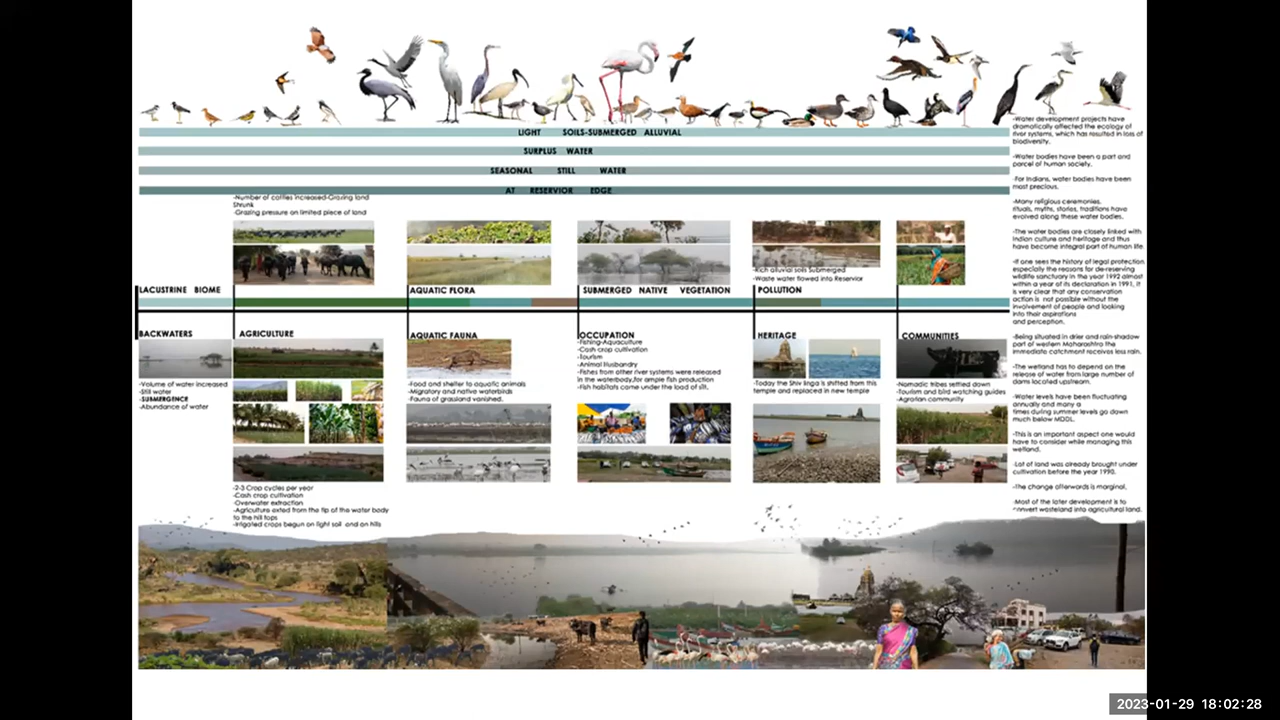 LIGHT SOILS-SUBMERGED ALLUVIAL
SURPLUS WATER
SEASONAL STILL WATER
AT RESERVIOR EDGE
-Number of cattles increased-Grazing land
Shrunk
-Grazing pressure on limited piece of land
-Rich alluvial soils Submerged
-Waste water flowed into Reservior
LACUSTRINE BIOME
AQUATIC FLORA
SUBMERGED NATIVE VEGETATION
POLLUTION
BACKWATERS
AGRICULTURE
AQUATIC FAUNA
OCCUPATION
HERITAGE
COMMUNITIES
-Volume of water increased
-Still water
-SUBMERGENCE
-Abundance of water
-2-3 Crop cycles per year
-Cash crop cultivation
-Overwater extraction
-Agriculture exted from the tip of the water body
to the hill tops
-Irrigated crops begun on light soil and on hills
-Food and shelter to aquatic animals
-Migratory and native waterbirds
-Fauna of grassland vanished.
-Fishing-Aquaculture
-Cash crop cultivation
-Tourism
-Animal Husbandry
-Fishes from other river systems were released
in the waterbody,for ample fish production
-Fish habitats came under the load of silt.
-Today the Shiv linga is shifted from this
temple and replaced in new temple
-Nomadic tribes settled down
-Tourism and bird watching guides
-Agrarian community
-Water development projects have
dramatically affected the ecology of
river systems, which has resulted in loss of
biodiversity.
-Water bodies have been a part and
parcel of human society.
-For Indians, water bodies have been
most precious.
-Many religious ceremonies,
rituals, myths, stories, traditions have
evolved along these water bodies.
-The water bodies are closely linked with
Indian culture and heritage and thus
have become integral part of human life
-If one sees the history of legal protection
especially the reasons for de-reserving
wildlife sanctuary in the year 1992 almost
within a year of its declaration in 1991, it
is very clear that any conservation
action is not possible without the
involvement of people and looking
into their aspirations
and perception.
-Being situated in drier and rain-shadow
part of western Maharashtra the
immediate catchment receives less rain.
-The wetland has to depend on the
release of water from large number of
dams located upstream.
-Water levels have been fluctuating
annually and many a
times during summer levels go down
much below MDDL.
-This is an important aspect one would
have to consider while managing this
wetland.
-Lot of land was already brought under
cultivation before the year 1990.
-The change afterwards is marginal.
-Most of the later development is to
convert wasteland into agricultural land.
2023-01-29 18:02:28